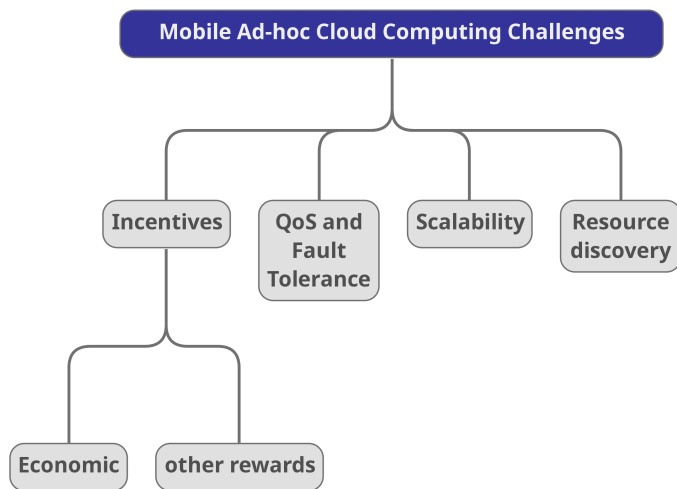 Mobile Ad-hoc Cloud Computing Challenges
Incentives
QoS and
Fault
Tolerance
Scalability
Resource
discovery
Economic
other rewards